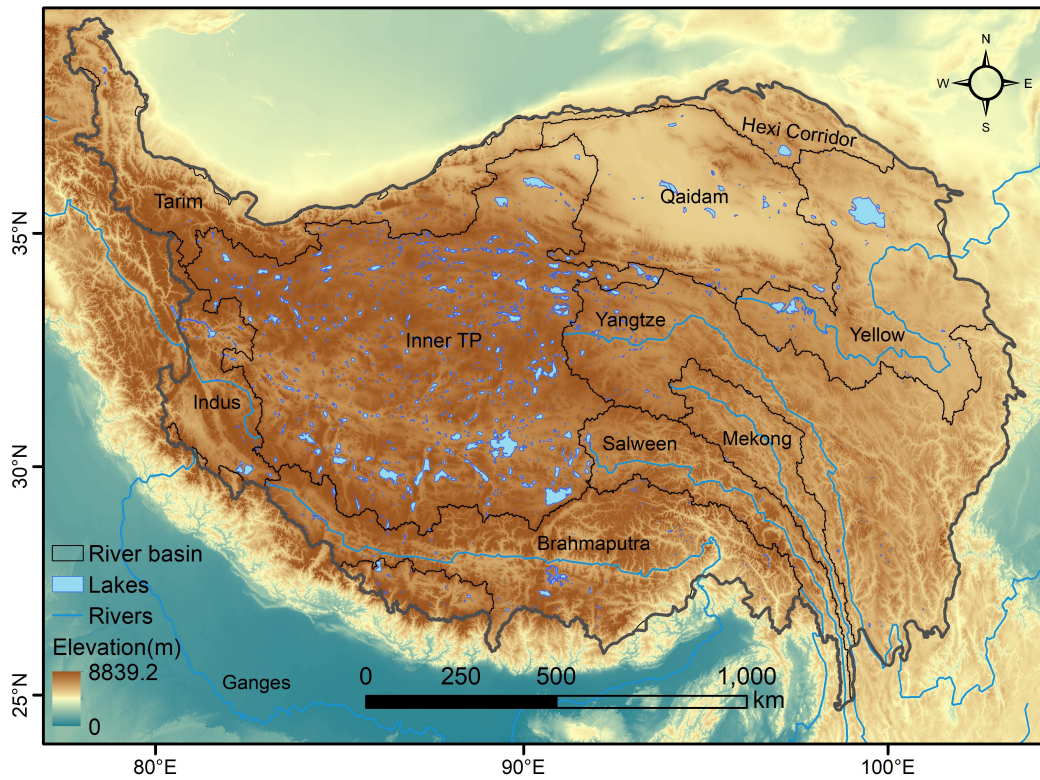 N
W
E
S
Hexi Corridor
Tarim
Qaidam
35°N
Yangtze
Yellow
Inner TP
Indus
Salween
Mekong
30°N
Brahmaputra
River basin
Lakes
Rivers
Elevation(m)
8839.2
0
Ganges
0 250 500 1,000
km
25°N
80°E 90°E 100°E